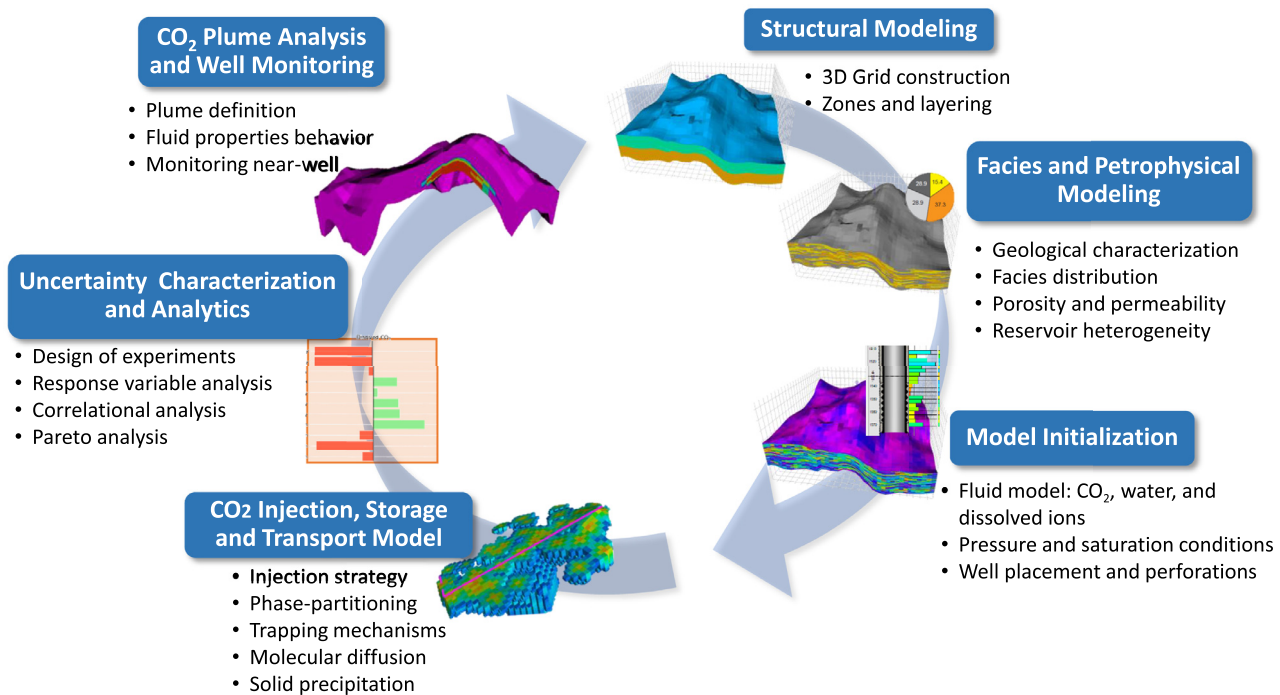 CO₂ Plume Analysis
and Well Monitoring
• Plume definition
• Fluid properties behavior
• Monitoring near-well
Structural Modeling
• 3D Grid construction
• Zones and layering
Facies and Petrophysical
Modeling
26.9
15.4
28.9
37.3
• Geological characterization
• Facies distribution
• Porosity and permeability
• Reservoir heterogeneity
Model Initialization
• Fluid model: CO₂, water, and
dissolved ions
• Pressure and saturation conditions
• Well placement and perforations
CO2 Injection, Storage
and Transport Model
• Injection strategy
• Phase-partitioning
• Trapping mechanisms
• Molecular diffusion
• Solid precipitation
Uncertainty Characterization
and Analytics
• Design of experiments
• Response variable analysis
• Correlational analysis
• Pareto analysis